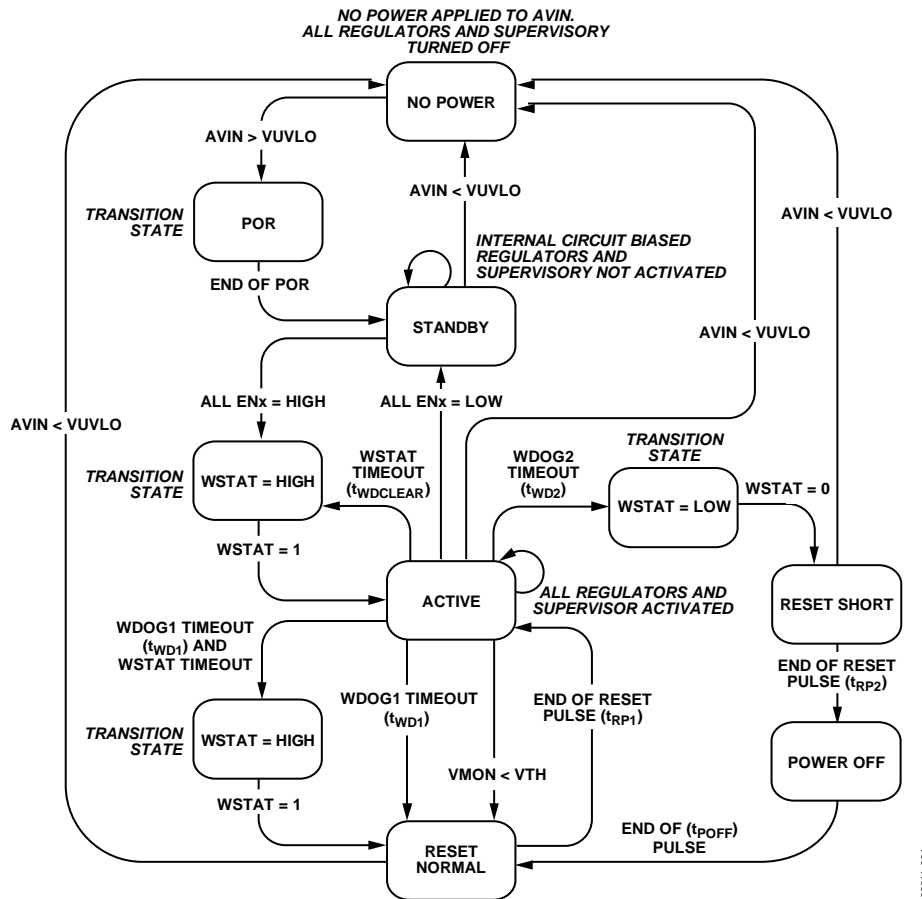 NO POWER APPLIED TO AVIN.
ALL REGULATORS AND SUPERVISORY
TURNED OFF
NO POWER
AVIN > VUVLO
AVIN < VUVLO
TRANSITION
STATE
POR
AVIN < VUVLO
INTERNAL CIRCUIT BIASED
REGULATORS AND
SUPERVISORY NOT ACTIVATED
END OF POR
STANDBY
AVIN < VUVLO
ALL ENx = HIGH
ALL ENx = LOW
AVIN < VUVLO
TRANSITION
STATE
WSTAT = HIGH
WSTAT
TIMEOUT
(tWDCLEAR)
WDOG2
TIMEOUT
(tWD2)
TRANSITION
STATE
WSTAT = LOW
WSTAT = 0
WSTAT = 1
ACTIVE
ALL REGULATORS AND
SUPERVISOR ACTIVATED
RESET SHORT
WDOG1 TIMEOUT
(tWD1) AND
WSTAT TIMEOUT
WDOG1 TIMEOUT
(tWD1)
END OF RESET
PULSE (tRP1)
END OF RESET
PULSE (tRP2)
TRANSITION
STATE
WSTAT = HIGH
POWER OFF
VMON < VTH
WSTAT = 1
END OF (tPOFF)
PULSE
RESET
NORMAL